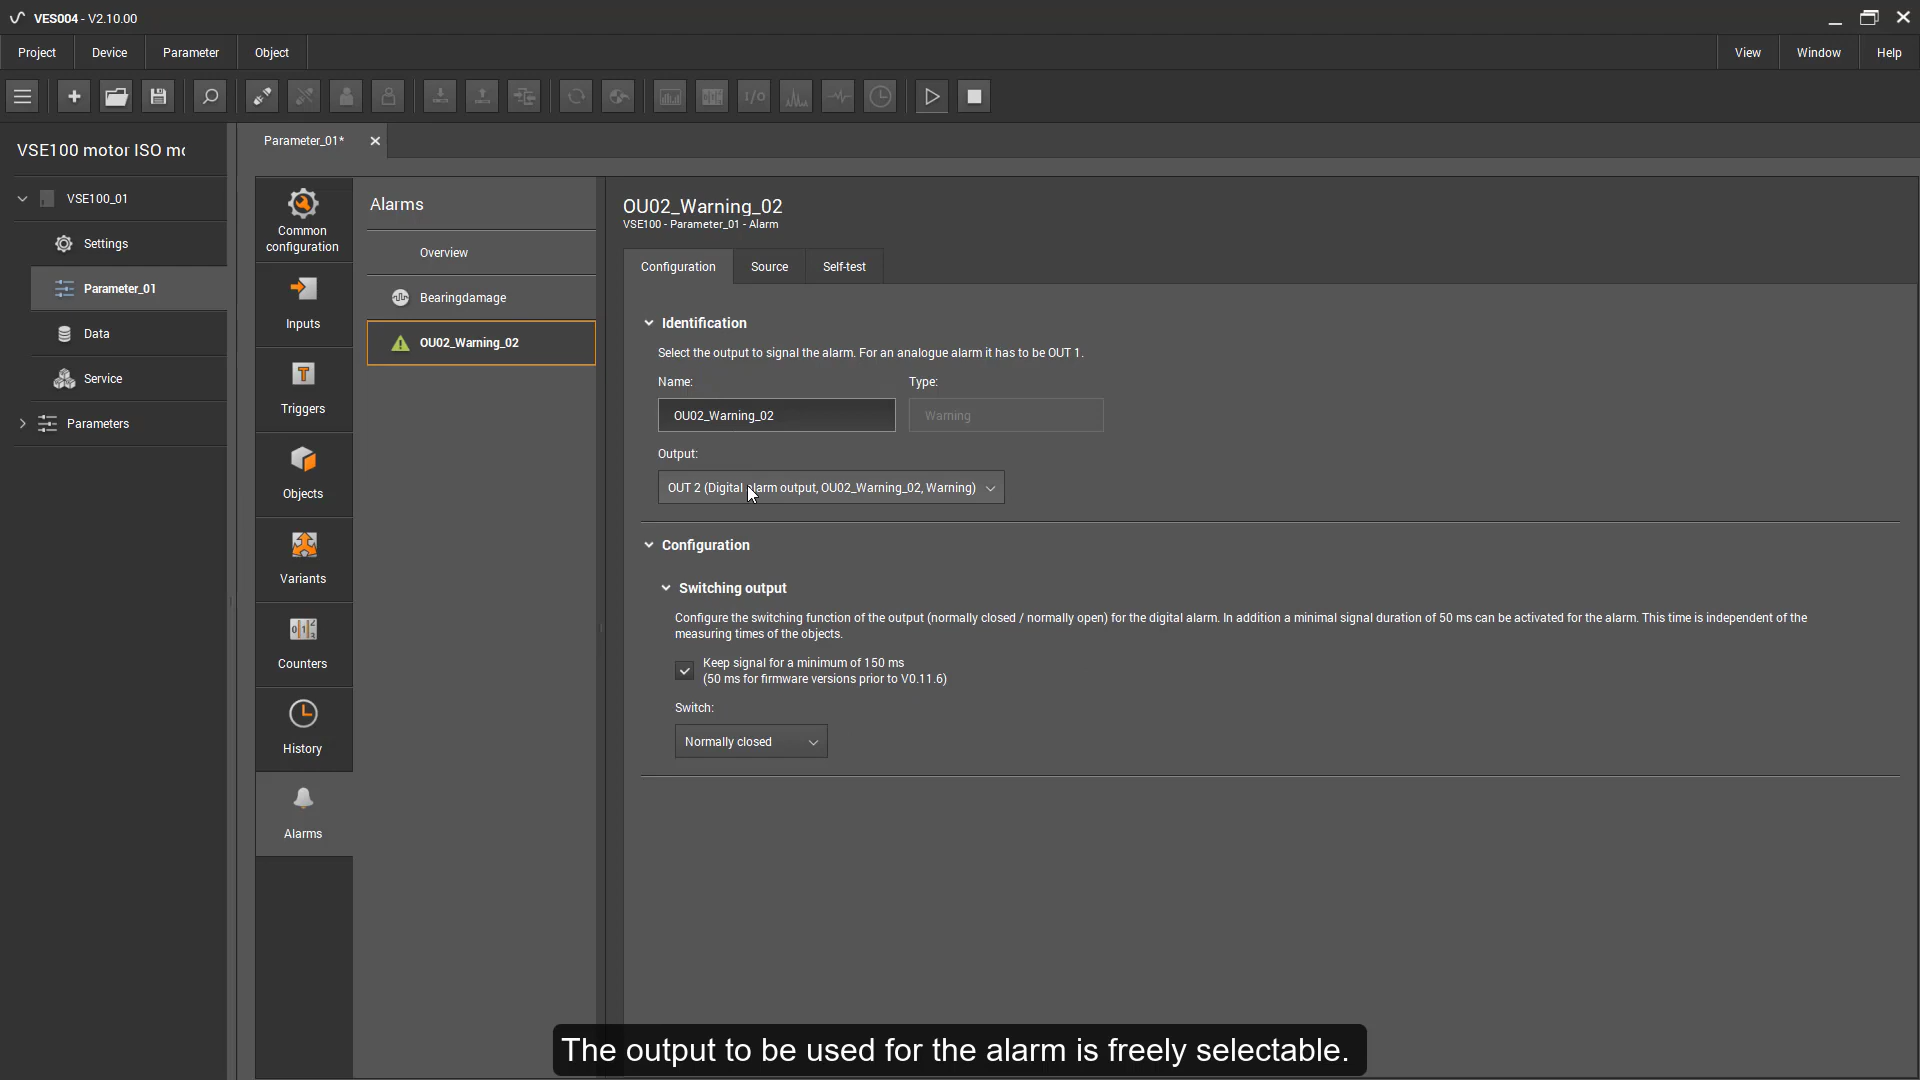 VES004 - V2.10.00
Project
Device
Parameter
Object
View
Window
Help
I/O
VSE100 motor ISO mo
Parameter_01*
VSE100_01
Settings
Parameter_01
Data
Service
Parameters
Common
configuration
Inputs
T
Triggers
Objects
Variants
Counters
History
Alarms
Alarms
Overview
Bearingdamage
OU02_Warning_02
OU02_Warning_02
VSE100 - Parameter_01 - Alarm
Configuration
Source
Self-test
Identification
Select the output to signal the alarm. For an analogue alarm it has to be OUT 1.
Name:
Type:
OU02_Warning_02
Warning
Output:
OUT 2 (Digital alarm output, OU02_Warning_02, Warning)
Configuration
Switching output
Configure the switching function of the output (normally closed / normally open) for the digital alarm. In addition a minimal signal duration of 50 ms can be activated for the alarm. This time is independent of the
measuring times of the objects.
Keep signal for a minimum of 150 ms
(50 ms for firmware versions prior to V0.11.6)
Switch:
Normally closed
The output to be used for the alarm is freely selectable.